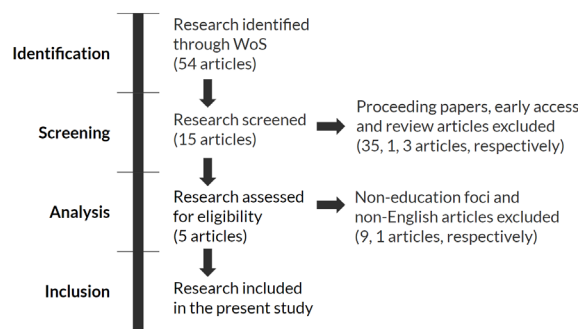 Identification
Research identified
through WoS
(54 articles)
Screening
Research screened
(15 articles)
Proceeding papers, early access
and review articles excluded
(35, 1, 3 articles, respectively)
Analysis
Research assessed
for eligibility
(5 articles)
Non-education foci and
non-English articles excluded
(9, 1 articles, respectively)
Inclusion
Research included
in the present study